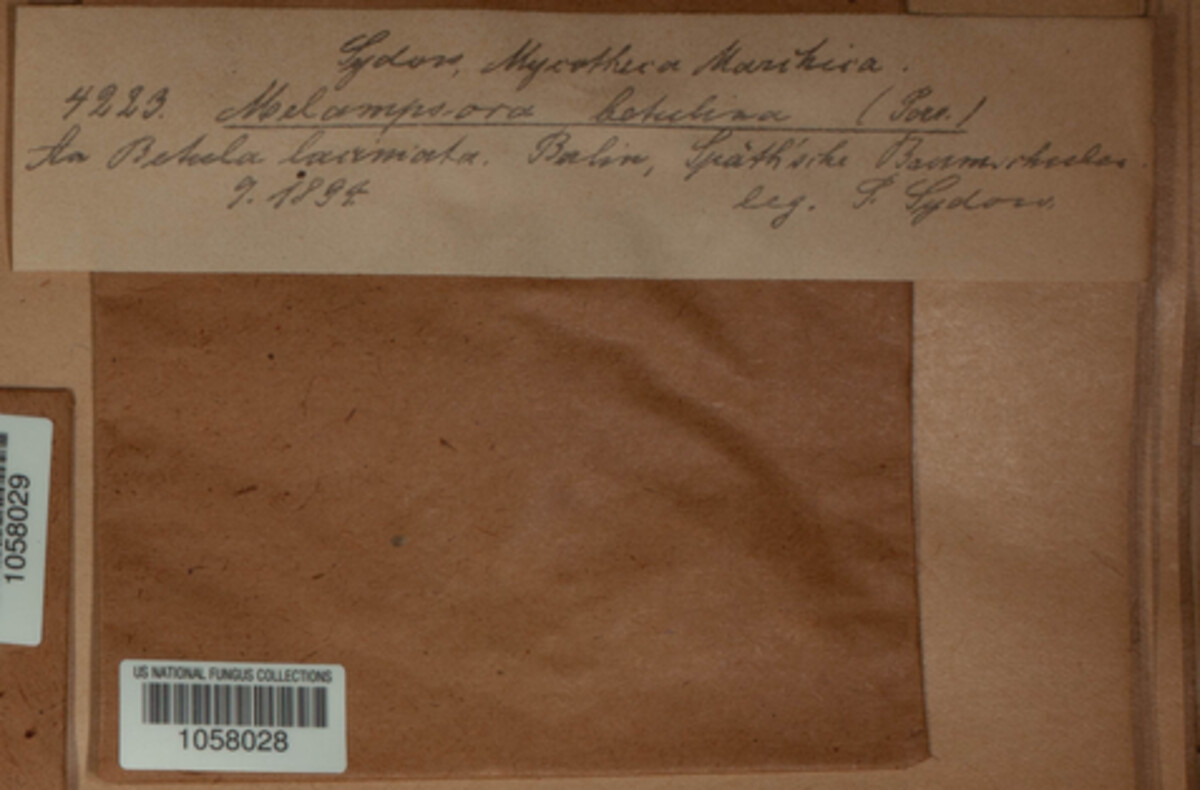 Sydow, Mycotheca Marchica.
4223. Melampsora betulina (Pers.)
An Betula laciniata. Berlin, Späth'sche Baumschulen.
9. 1894 leg. P. Sydow.
1058029
US NATIONAL FUNGUS COLLECTIONS
1058028